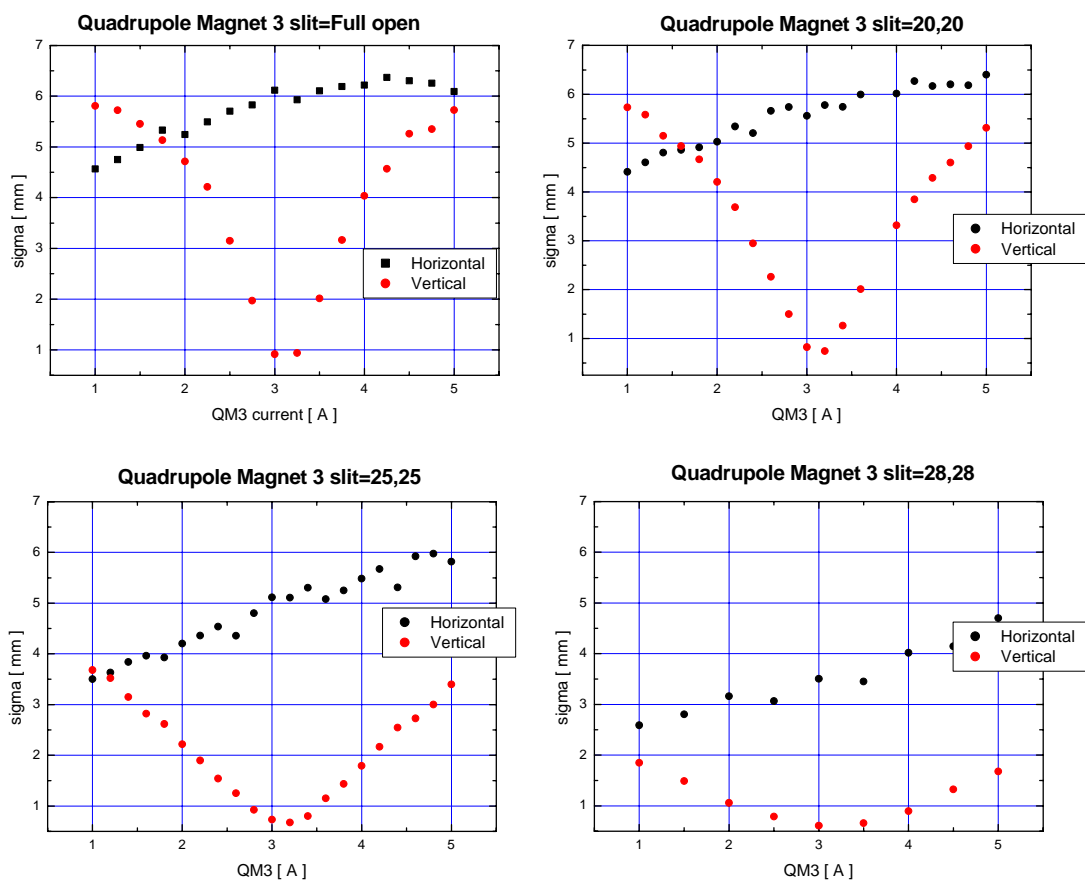 Quadrupole Magnet 3 slit=Full open
7
6
5
4
3
2
1
sigma [ mm ]
Horizontal
Vertical
1 2 3 4 5
QM3 current [ A ]
Quadrupole Magnet 3 slit=20,20
7
6
5
4
3
2
1
sigma [ mm ]
Horizontal
Vertical
1 2 3 4 5
QM3 [ A ]
Quadrupole Magnet 3 slit=25,25
7
6
5
4
3
2
1
sigma [ mm ]
Horizontal
Vertical
1 2 3 4 5
QM3 [ A ]
Quadrupole Magnet 3 slit=28,28
7
6
5
4
3
2
1
sigma [ mm ]
Horizontal
Vertical
1 2 3 4 5
QM3 [ A ]